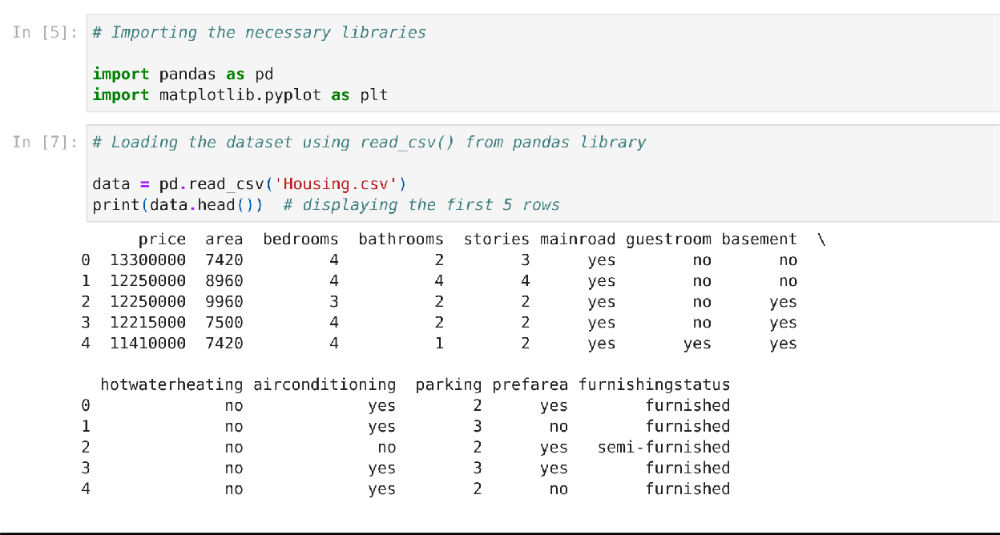 In [5]: # Importing the necessary libraries
import pandas as pd
import matplotlib.pyplot as plt
In [7]: # Loading the dataset using read_csv() from pandas library
data = pd.read_csv('Housing.csv')
print(data.head())  # displaying the first 5 rows
price area bedrooms bathrooms stories mainroad guestroom basement \
0 13300000 7420 4 2 3 yes no no
1 12250000 8960 4 4 4 yes no no
2 12250000 9960 3 2 2 yes no yes
3 12215000 7500 4 2 2 yes no yes
4 11410000 7420 4 1 2 yes yes yes
hotwaterheating airconditioning parking prefarea furnishingstatus
0 no yes 2 yes furnished
1 no yes 3 no furnished
2 no no 2 yes semi-furnished
3 no yes 3 yes furnished
4 no yes 2 no furnished